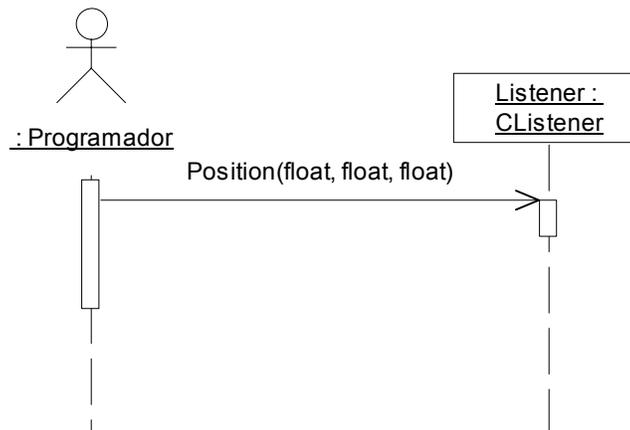 Listener :
CListener
: Programador
Position(float, float, float)